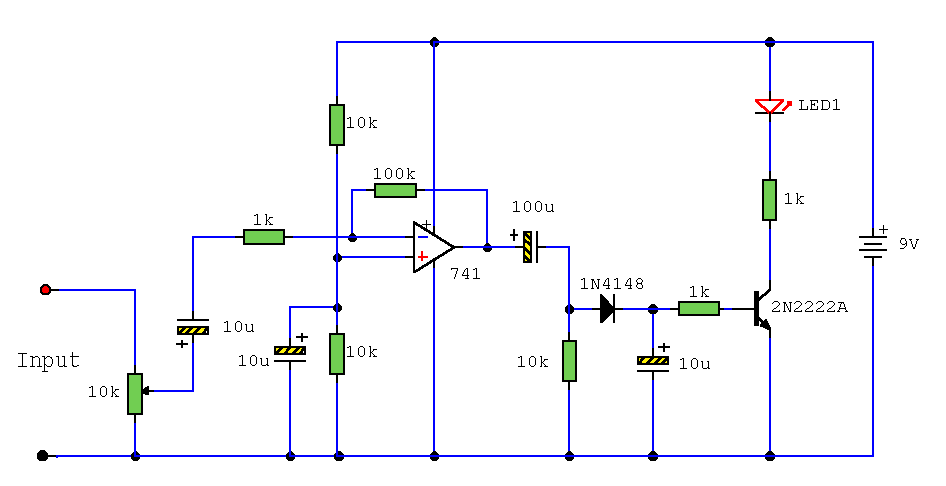 LED1
10k
100k
1k
1k
100u
+
+
+
9V
−
+
741
1N4148
1k
2N2222A
10u
+
+
10u
10k
+
10u
Input
10k
10k